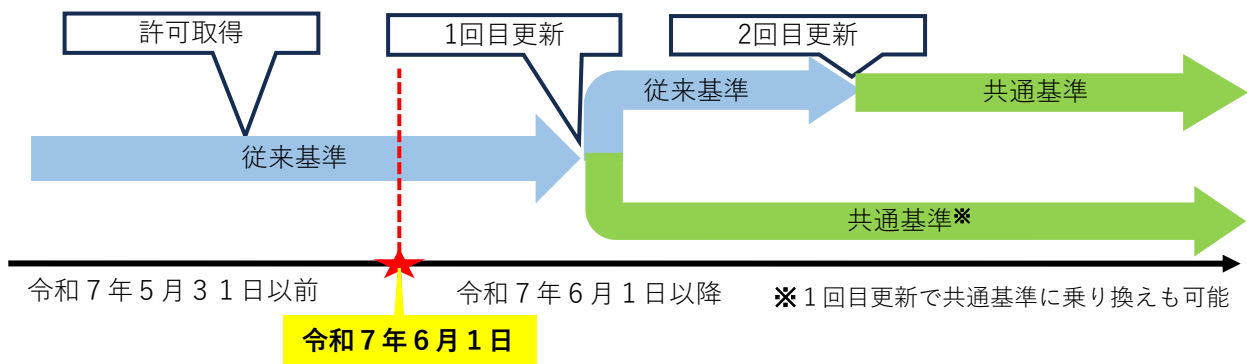 許可取得
1回目更新
2回目更新
従来基準
従来基準
共通基準
共通基準※
令和７年５月３１日以前
令和７年６月１日以降
※１回目更新で共通基準に乗り換えも可能
令和７年６月１日